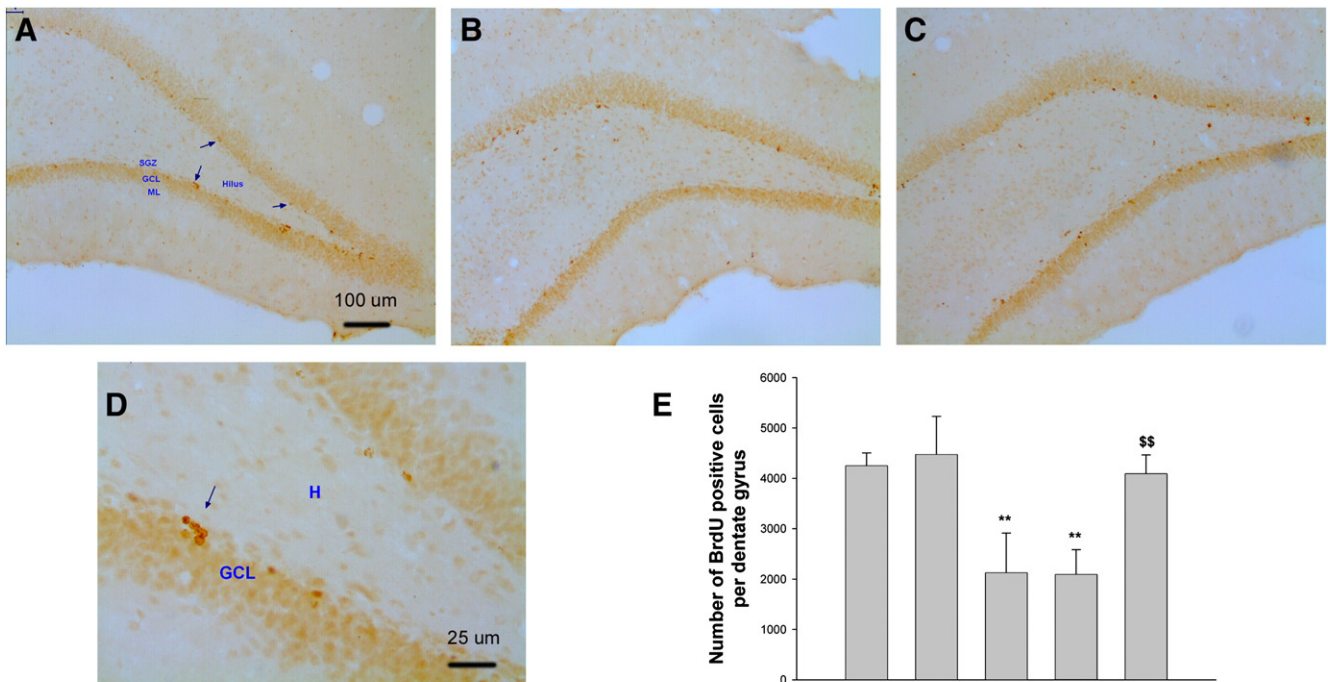 A
SGZ
GCL
ML
Hilus
100 um
B
C
D
H
GCL
25 um
E
Number of BrdU positive cells
per dentate gyrus
6000
5000
4000
3000
2000
1000
0
**
**
$$